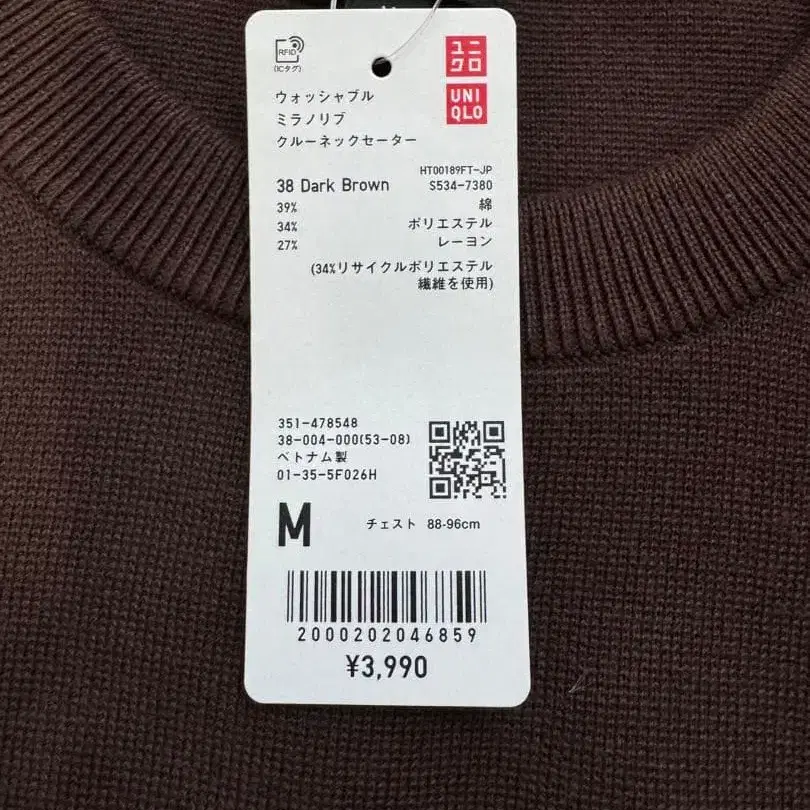 RFID
(ICタグ)
ユニ
クロ
UNI
QLO
ウォッシャブル
ミラノリブ
クルーネックセーター
HT00189FT-JP
38 Dark Brown S534-7380
39% 綿
34% ポリエステル
27% レーヨン
(34%リサイクルポリエステル
繊維を使用)
351-478548
38-004-000(53-08)
ベトナム製
01-35-5F026H
M チェスト 88-96cm
2000202046859
¥3,990